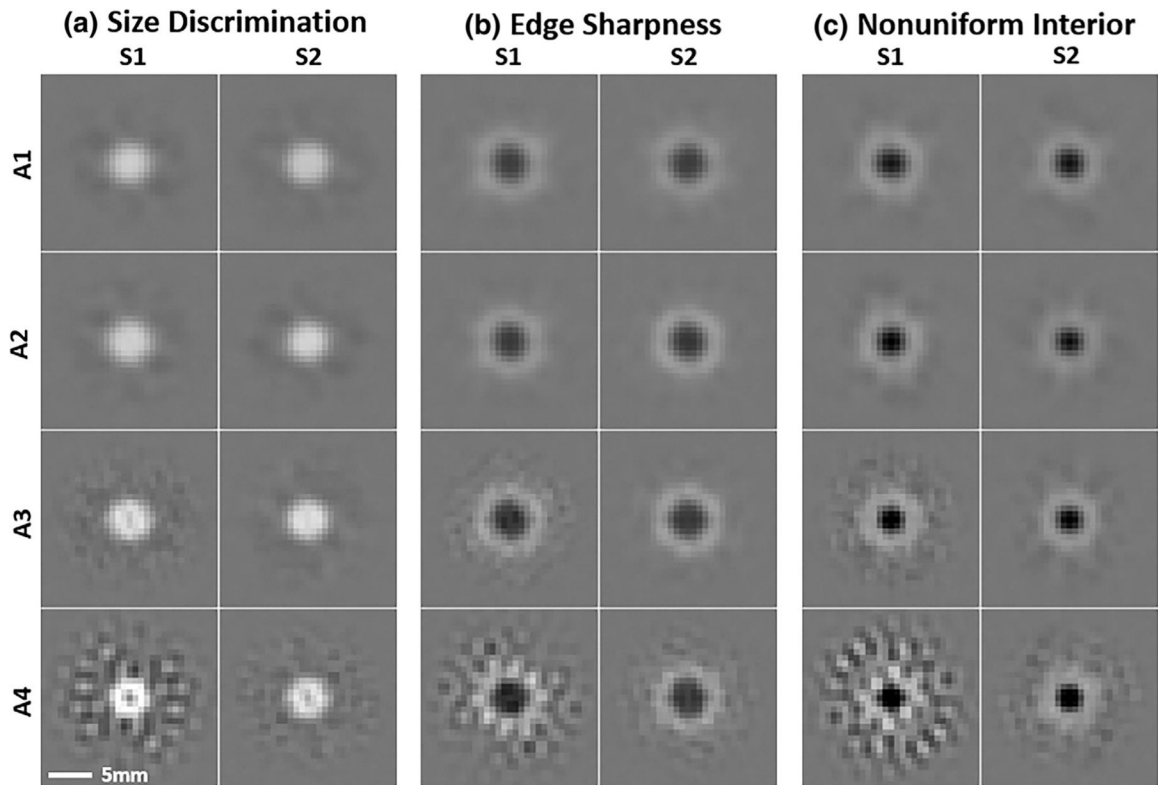 (a) Size Discrimination (b) Edge Sharpness (c) Nonuniform Interior
S1 S2 S1 S2 S1 S2
A1
A2
A3
A4
5mm